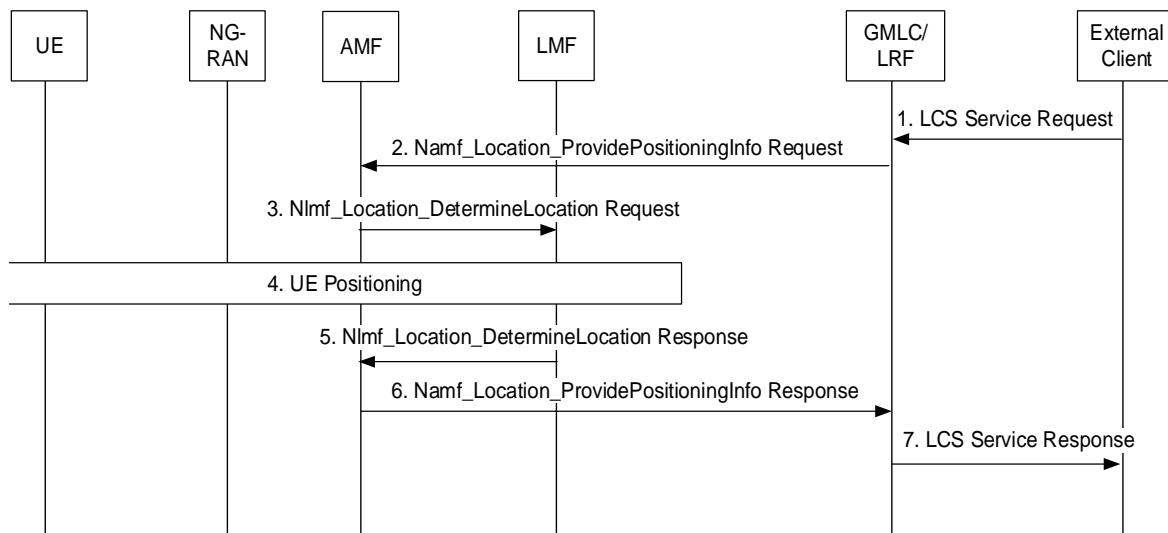 UE
NG-
RAN
AMF
LMF
GMLC/
LRF
External
Client
1. LCS Service Request
2. Namf_Location_ProvidePositioningInfo Request
3. Nlmf_Location_DetermineLocation Request
4. UE Positioning
5. Nlmf_Location_DetermineLocation Response
6. Namf_Location_ProvidePositioningInfo Response
7. LCS Service Response